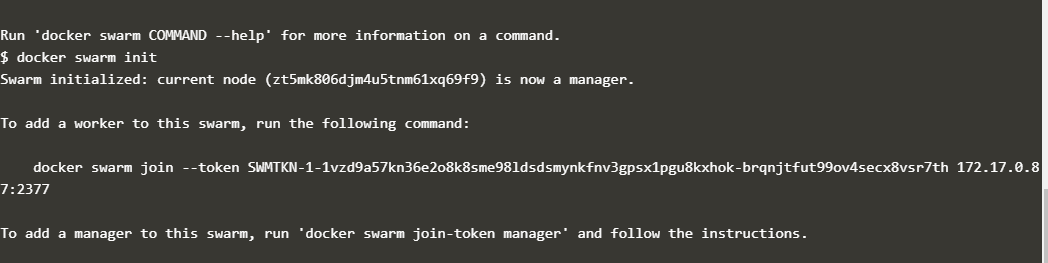 Run 'docker swarm COMMAND --help' for more information on a command.
$ docker swarm init
Swarm initialized: current node (zt5mk806djm4u5tnm61xq69f9) is now a manager.
To add a worker to this swarm, run the following command:
docker swarm join --token SWMTKN-1-1vzd9a57kn36e2o8k8sme98ldsdsmynkfnv3gpsx1pgu8kxhok-brqnjtfut99ov4secx8vsr7th 172.17.0.8
7:2377
To add a manager to this swarm, run 'docker swarm join-token manager' and follow the instructions.